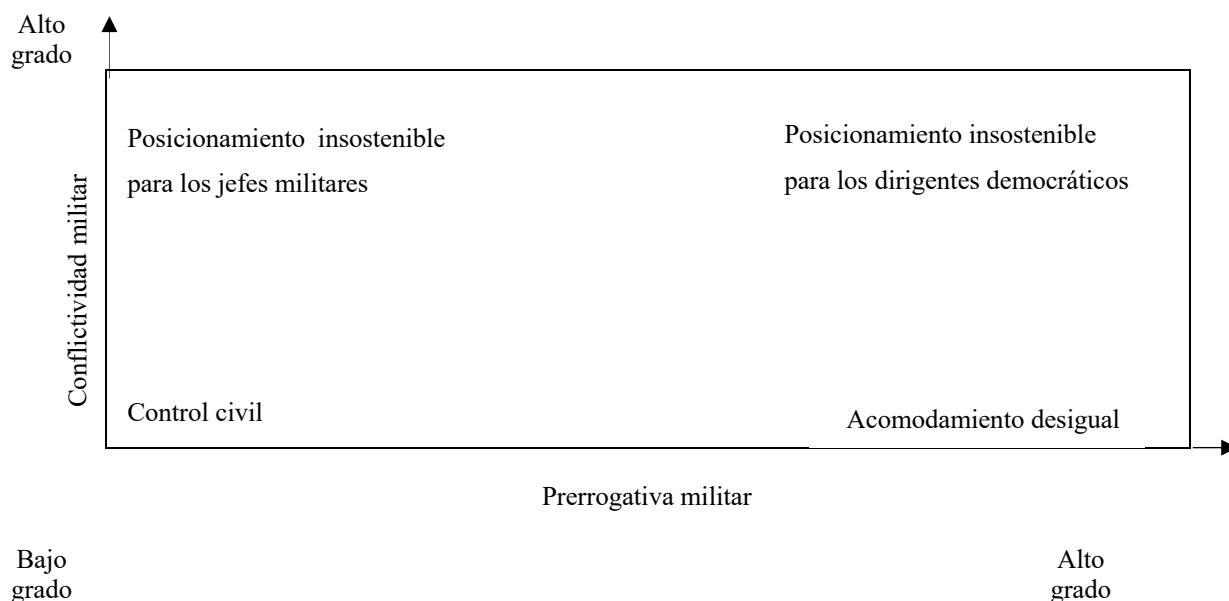 Alto
grado
Posicionamiento insostenible
para los jefes militares
Posicionamiento insostenible
para los dirigentes democráticos
Conflictividad militar
Control civil
Acomodamiento desigual
Prerrogativa militar
Bajo
grado
Alto
grado